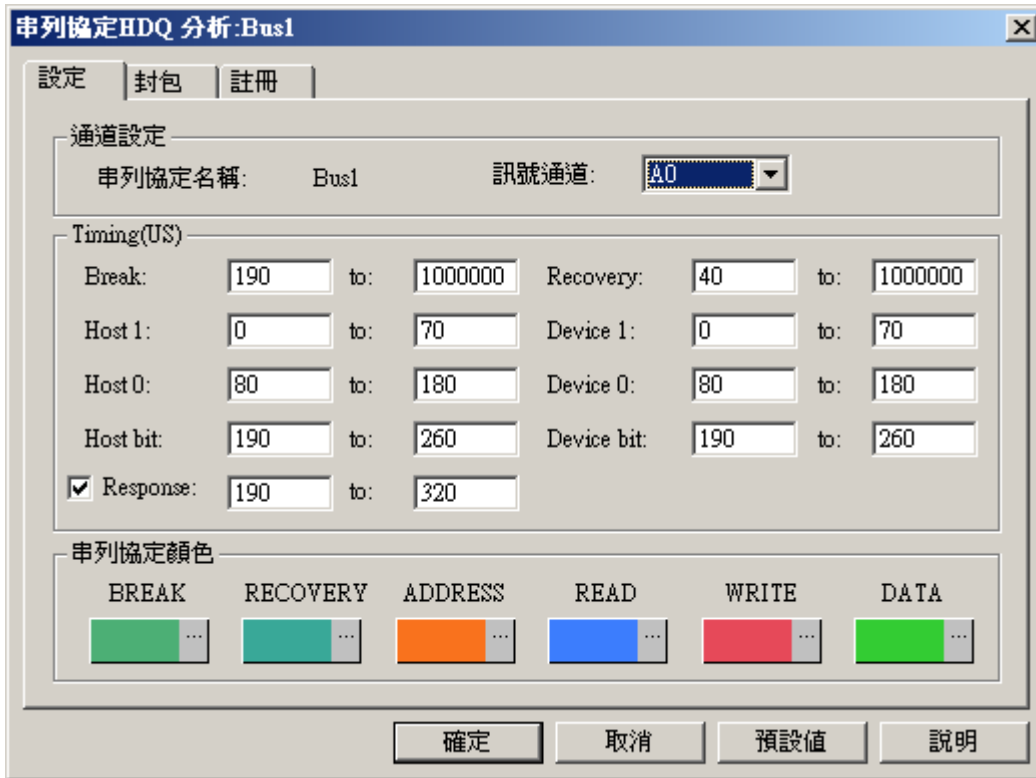 串列協定HDQ 分析:Bus1
設定 封包 註冊
通道設定
串列協定名稱: Bus1 訊號通道: A0
Timing(US)
Break: 190 to: 1000000 Recovery: 40 to: 1000000
Host 1: 0 to: 70 Device 1: 0 to: 70
Host 0: 80 to: 180 Device 0: 80 to: 180
Host bit: 190 to: 260 Device bit: 190 to: 260
Response: 190 to: 320
串列協定顏色
BREAK RECOVERY ADDRESS READ WRITE DATA
... ... ... ... ... ...
確定 取消 預設值 說明